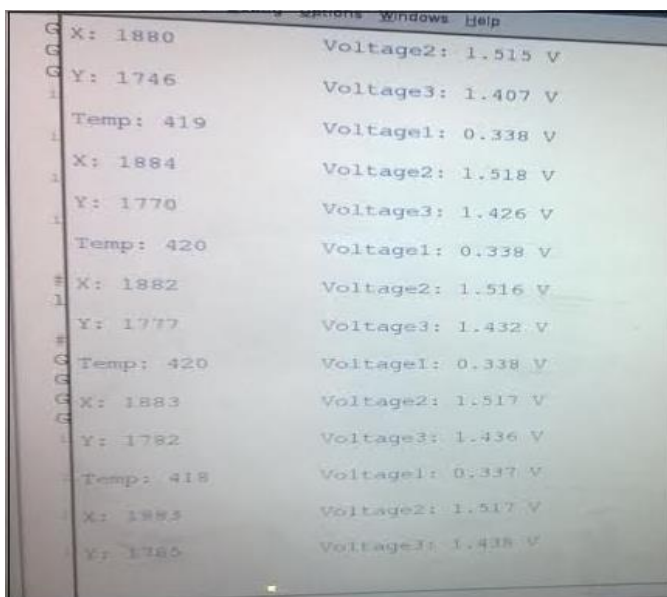 Options Windows Help
X: 1880 Voltage2: 1.515 V
Y: 1746 Voltage3: 1.407 V
Temp: 419 Voltage1: 0.338 V
X: 1884 Voltage2: 1.518 V
Y: 1770 Voltage3: 1.426 V
Temp: 420 Voltage1: 0.338 V
X: 1882 Voltage2: 1.516 V
Y: 1777 Voltage3: 1.432 V
Temp: 420 Voltage1: 0.338 V
X: 1883 Voltage2: 1.517 V
Y: 1782 Voltage3: 1.436 V
Temp: 418 Voltage1: 0.337 V
X: 1883 Voltage2: 1.517 V
Y: 1785 Voltage3: 1.438 V